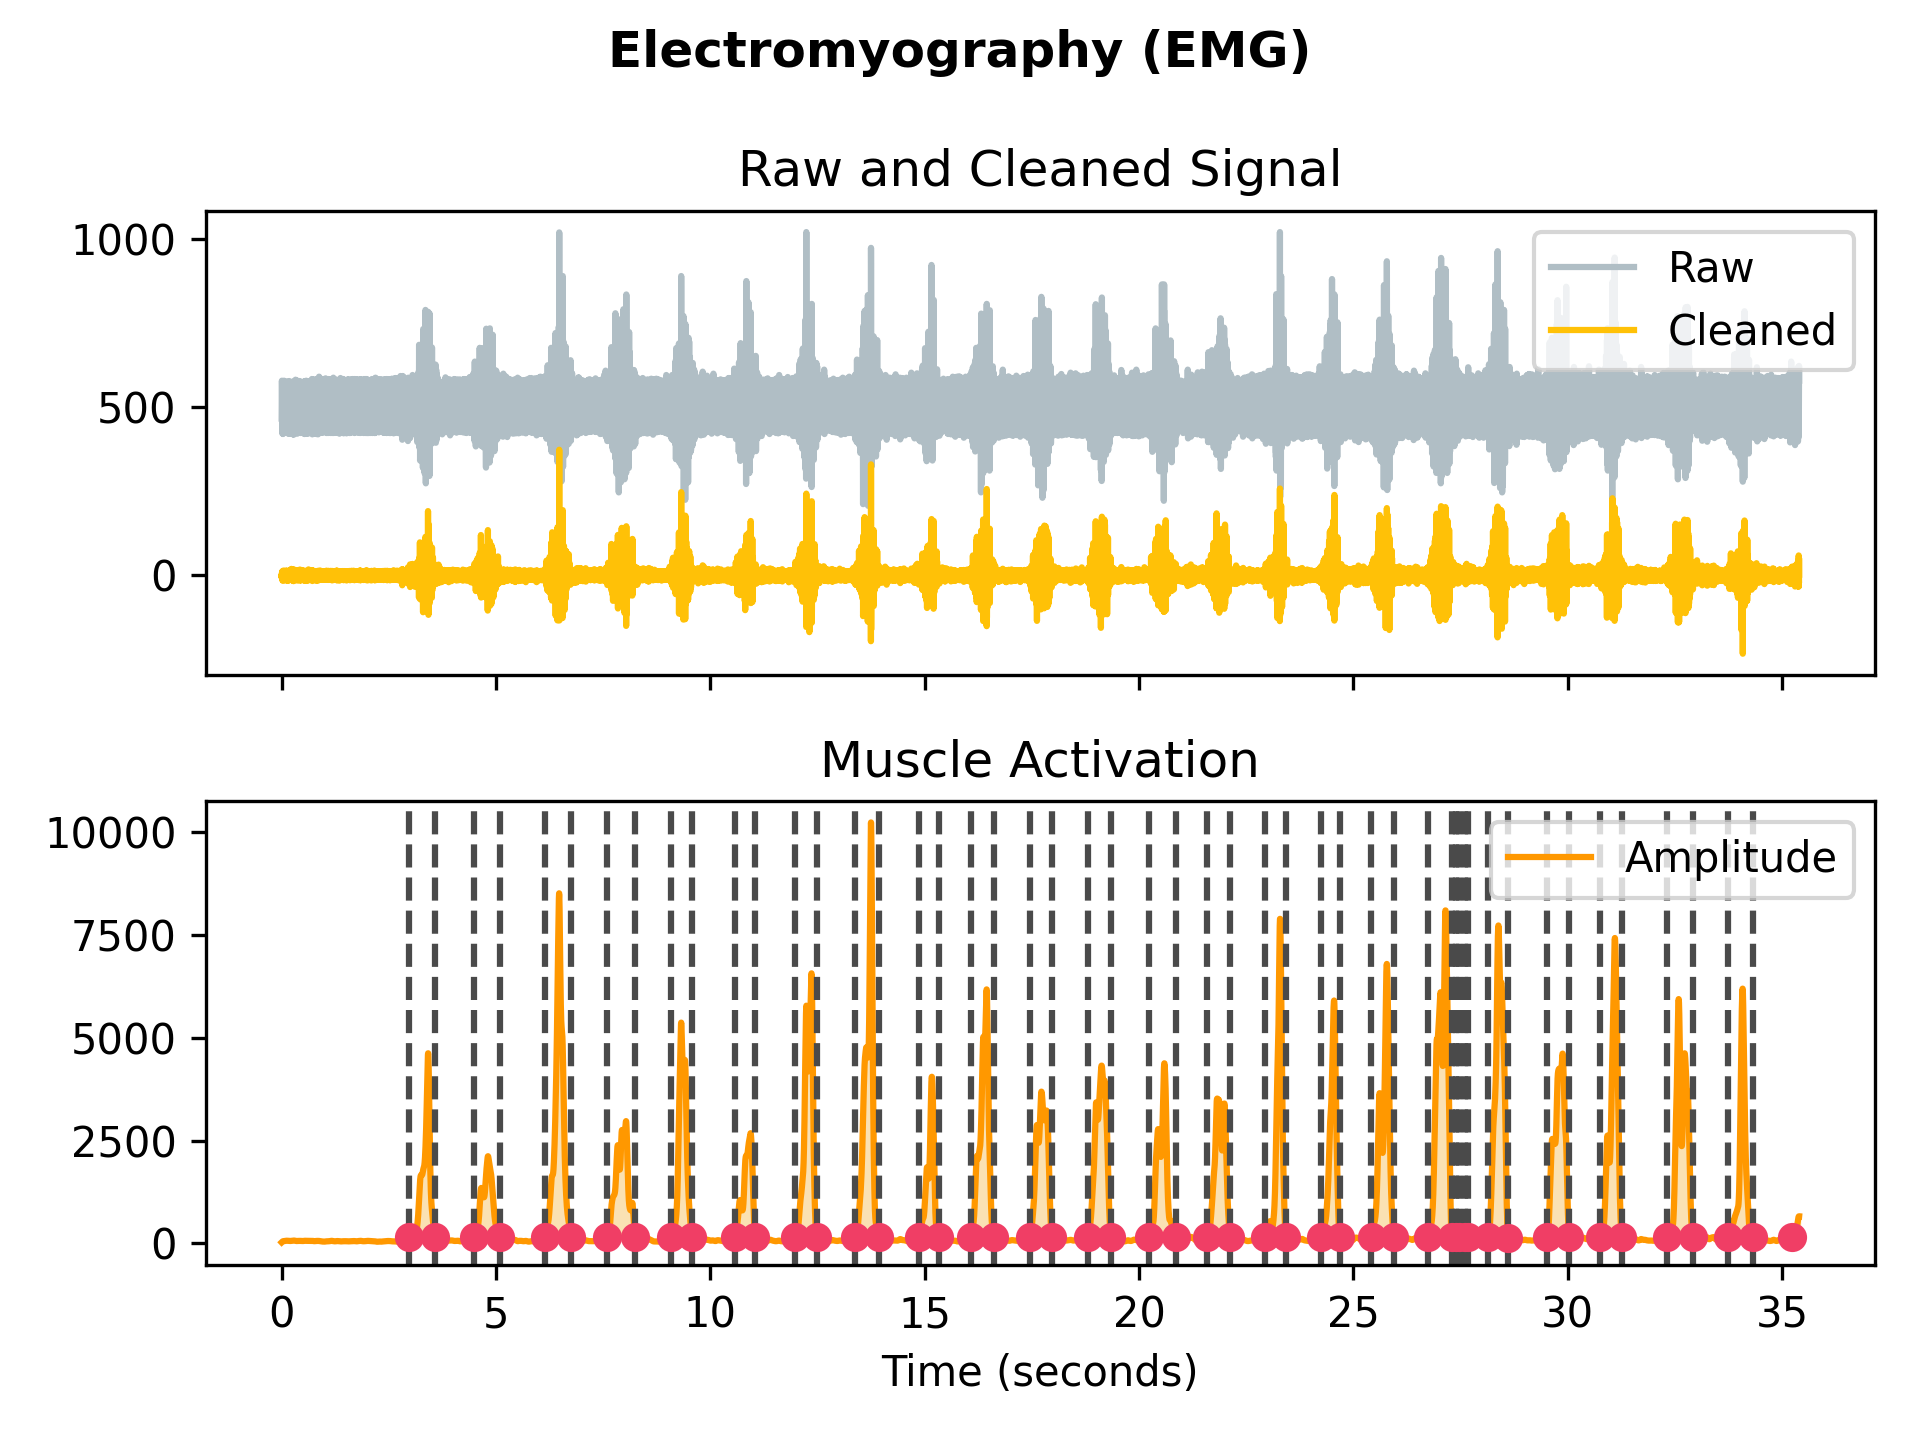 Electromyography (EMG)
Raw and Cleaned Signal
1000
500
0
Raw
Cleaned
Muscle Activation
10000
7500
5000
2500
0
Amplitude
0 5 10 15 20 25 30 35
Time (seconds)